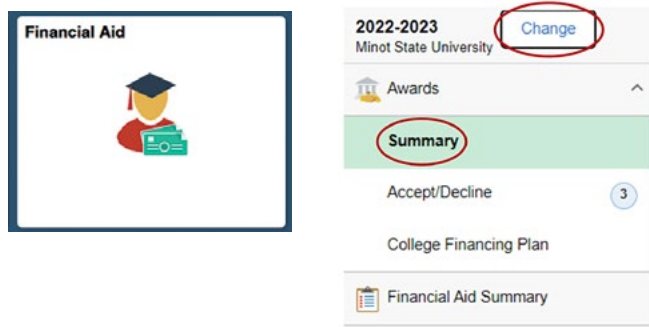 Financial Aid
2022-2023
Change
Minot State University
Awards
Summary
Accept/Decline
3
College Financing Plan
Financial Aid Summary